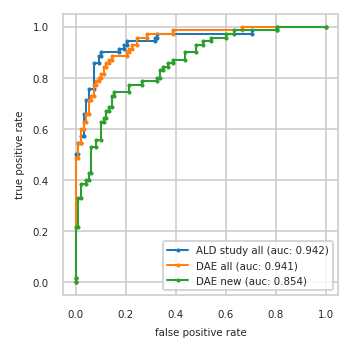 1.0
0.8
0.6
0.4
0.2
0.0
true positive rate
ALD study all (auc: 0.942)
DAE all (auc: 0.941)
DAE new (auc: 0.854)
0.0 0.2 0.4 0.6 0.8 1.0
false positive rate